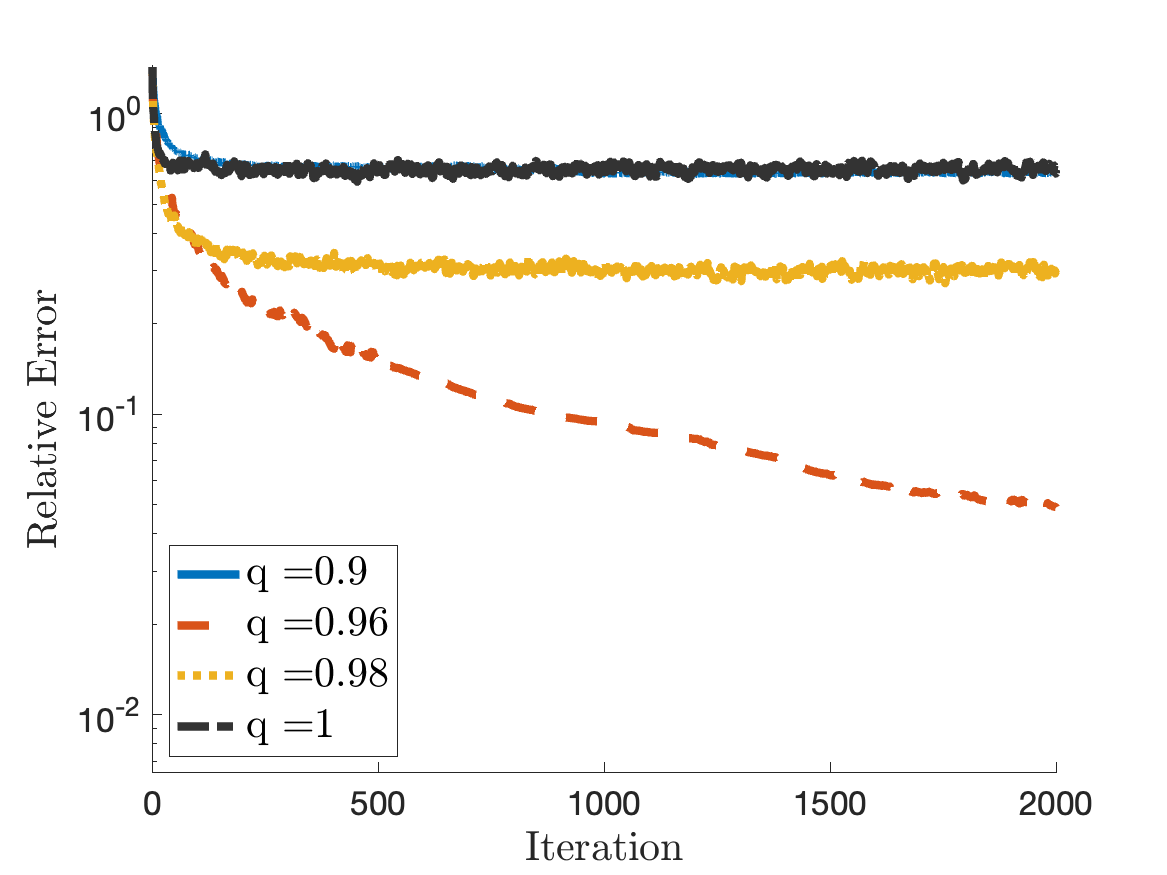 Relative Error
10^0
10^-1
10^-2
q =0.9
q =0.96
q =0.98
q =1
0 500 1000 1500 2000
Iteration